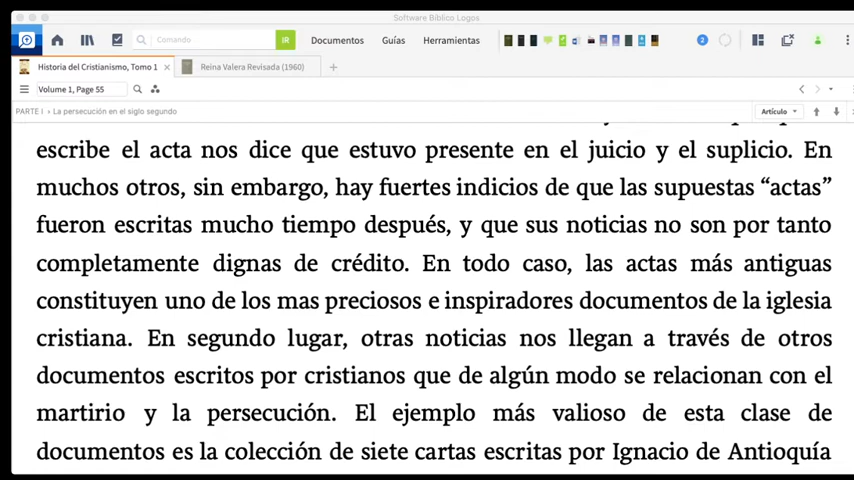 Software Bíblico Logos
Comando
IR
Documentos
Guías
Herramientas
2
Historia del Cristianismo, Tomo 1
Reina Valera Revisada (1960)
Volume 1, Page 55
PARTE I › La persecución en el siglo segundo
Artículo
escribe el acta nos dice que estuvo presente en el juicio y el suplicio. En
muchos otros, sin embargo, hay fuertes indicios de que las supuestas “actas”
fueron escritas mucho tiempo después, y que sus noticias no son por tanto
completamente dignas de crédito. En todo caso, las actas más antiguas
constituyen uno de los mas preciosos e inspiradores documentos de la iglesia
cristiana. En segundo lugar, otras noticias nos llegan a través de otros
documentos escritos por cristianos que de algún modo se relacionan con el
martirio y la persecución. El ejemplo más valioso de esta clase de
documentos es la colección de siete cartas escritas por Ignacio de Antioquía